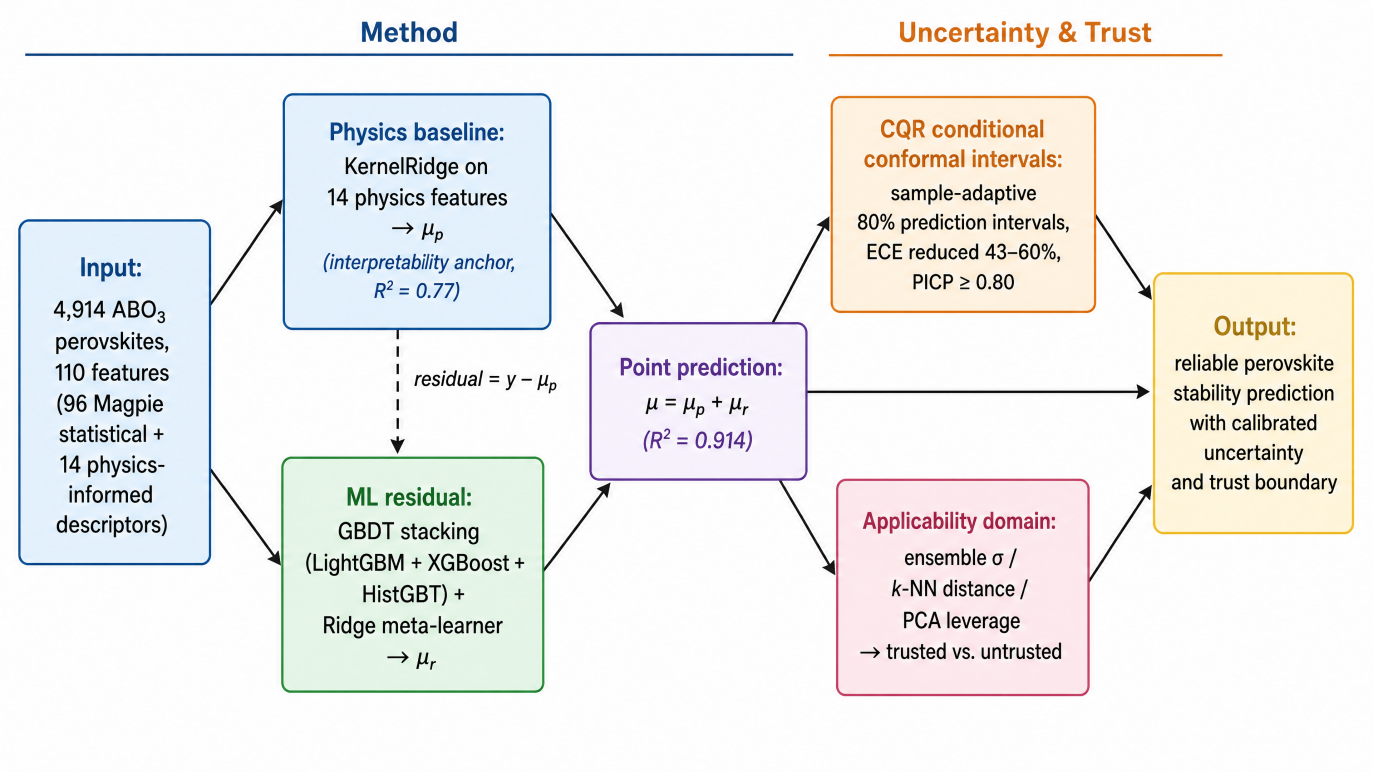 Method
Uncertainty & Trust
Input:
4,914 ABO₃
perovskites,
110 features
(96 Magpie
statistical +
14 physics-
informed
descriptors)
Physics baseline:
KernelRidge on
14 physics features
→ μₚ
(interpretability anchor,
R² = 0.77)
residual = y – μₚ
ML residual:
GBDT stacking
(LightGBM + XGBoost +
HistGBT) +
Ridge meta-learner
→ μᵣ
Point prediction:
μ = μₚ + μᵣ
(R² = 0.914)
CQR conditional
conformal intervals:
sample-adaptive
80% prediction intervals,
ECE reduced 43–60%,
PICP ≥ 0.80
Applicability domain:
ensemble σ /
k-NN distance /
PCA leverage
→ trusted vs. untrusted
Output:
reliable perovskite
stability prediction
with calibrated
uncertainty
and trust boundary